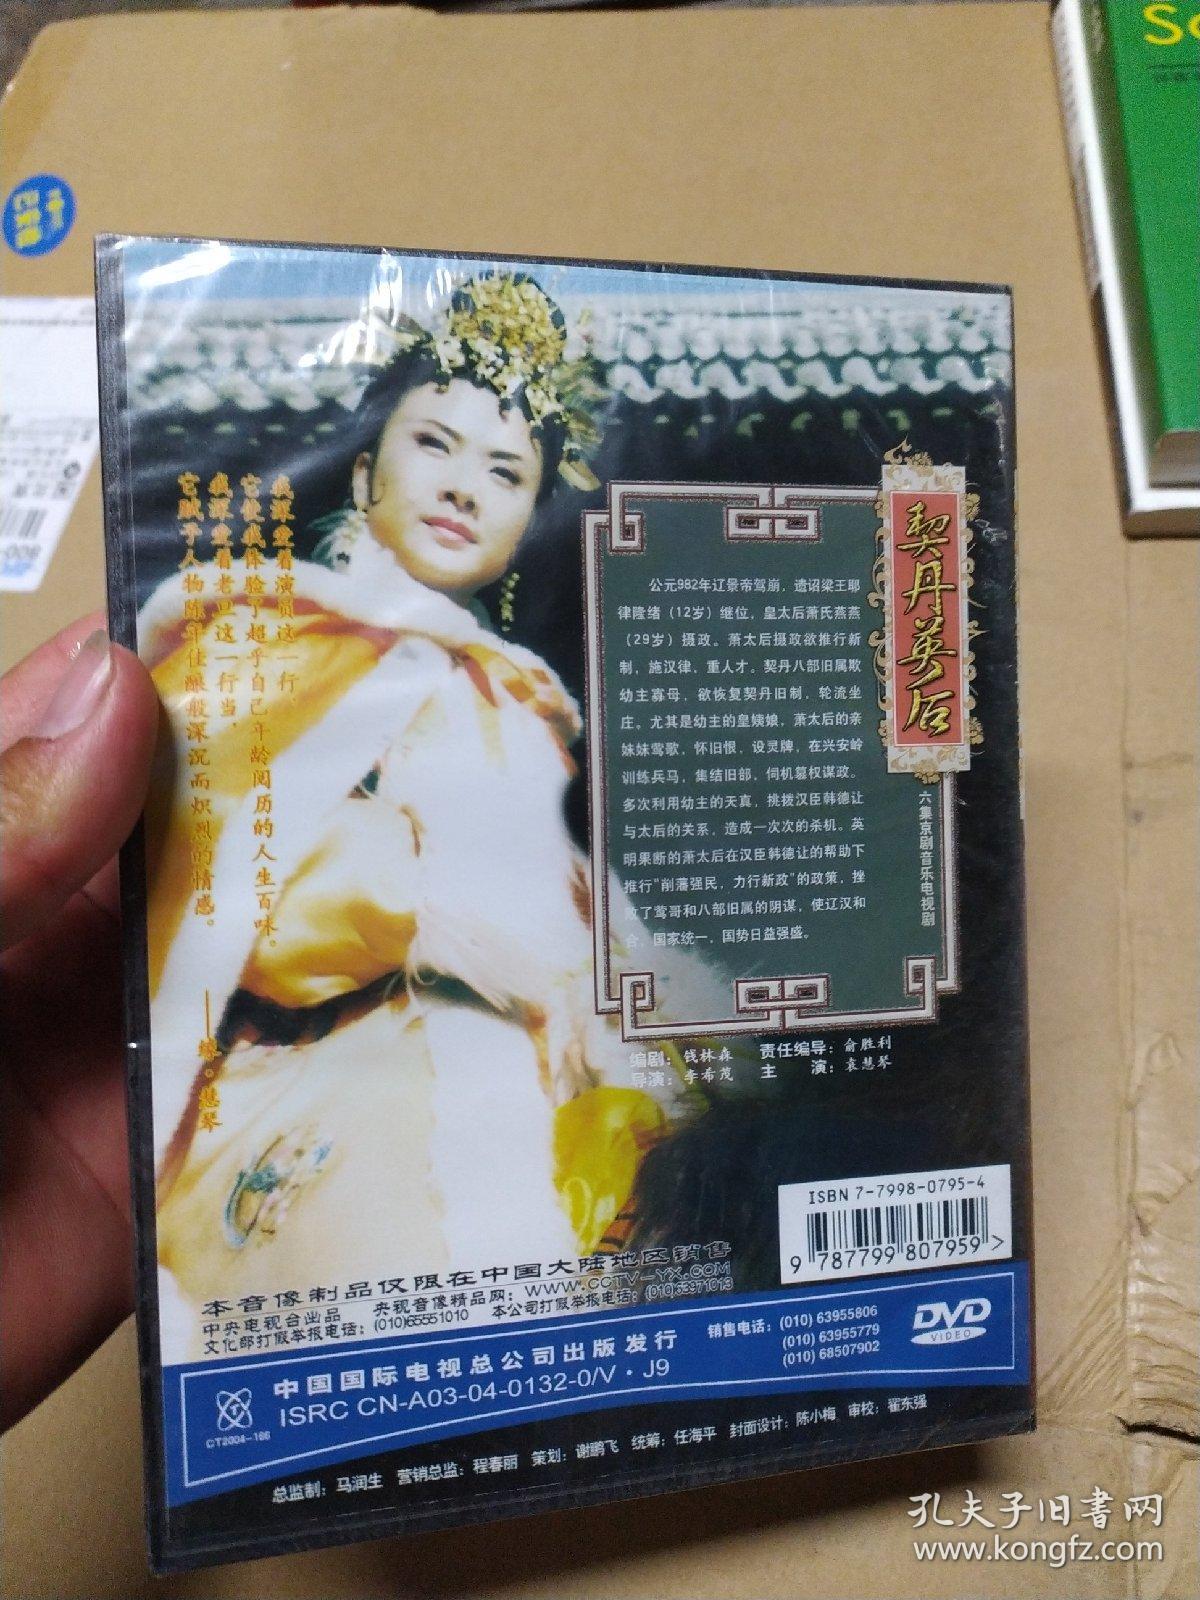 契丹英后
六集京剧音乐电视剧
公元982年辽景帝驾崩，遗诏梁王耶
律隆绪（12岁）继位，皇太后萧氏燕燕
（29岁）摄政。萧太后摄政欲推行新
制，施汉律，重人才。契丹八部旧属欺
幼主寡母，欲恢复契丹旧制，轮流坐
庄。尤其是幼主的皇姨娘，萧太后的亲
妹妹莺歌，怀旧恨，设灵牌，在兴安岭
训练兵马，集结旧部，伺机篡权谋政。
多次利用幼主的天真，挑拨汉臣韩德让
与太后的关系，造成一次次的杀机。英
明果断的萧太后在汉臣韩德让的帮助下
推行"削藩强民，力行新政"的政策，挫
败了莺哥和八部旧属的阴谋，使辽汉和
合，国家统一，国势日益强盛。
编剧：钱林森 责任编导：俞胜利
导演：李希茂 主 演：袁慧琴
我深爱着演员这一行，
它使我体验了超乎自己年龄阅历的人生百味。
我深爱着老旦这一行当，
它赋予人物陈年佳酿般深沉而炽烈的情感。
慧琴
ISBN 7-7998-0795-4
9 787799 807959 >
本音像制品仅限在中国大陆地区销售
中央电视台出品 央视音像精品网：WWW.CCTV-YX.COM
文化部打假举报电话：(010)65551010 本公司打假举报电话：(010)63971013
中国国际电视总公司出版发行
ISRC CN-A03-04-0132-0/V·J9
CT2004-166
销售电话：(010) 63955806
(010) 63955779
(010) 68507902
DVD
VIDEO
总监制：马润生 营销总监：程春丽 策划：谢鹏飞 统筹：任海平 封面设计：陈小梅 审校：翟东强
孔夫子旧书网
www.kongfz.com